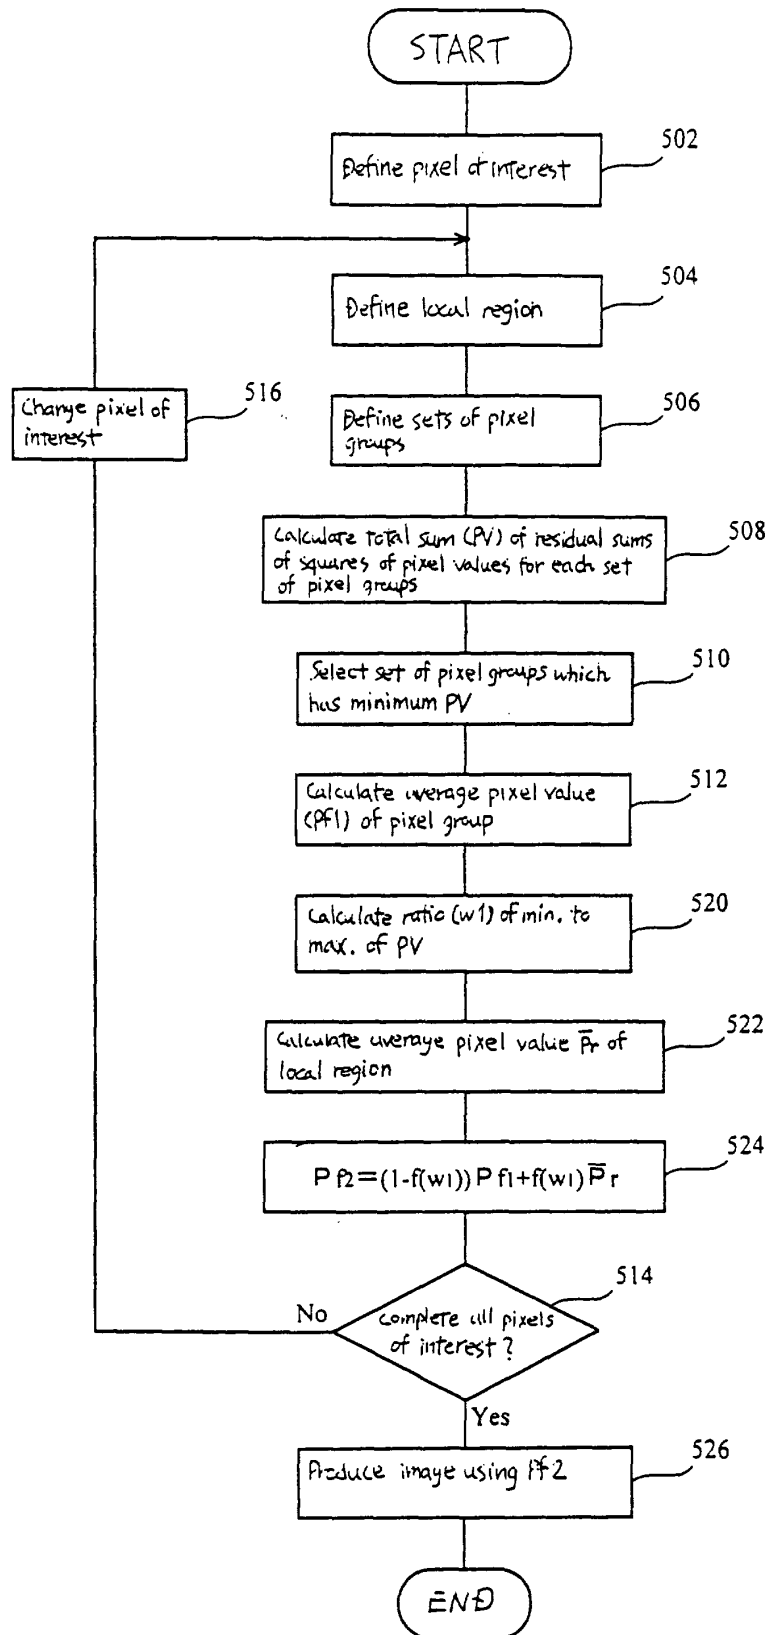 START
502
Define pixel of interest
504
Define local region
516
Change pixel of
interest
506
Define sets of pixel
groups
508
Calculate total sum (PV) of residual sums
of squares of pixel values for each set
of pixel groups
510
Select set of pixel groups which
has minimum PV
512
Calculate average pixel value
(Pf1) of pixel group
520
Calculate ratio (w1) of min. to
max. of PV
522
Calculate average pixel value P̅r of
local region
524
P f2=(1-f(w1)) P f1+f(w1) P̅ r
514
No
Complete all pixels
of interest?
Yes
526
Produce image using Pf2
END